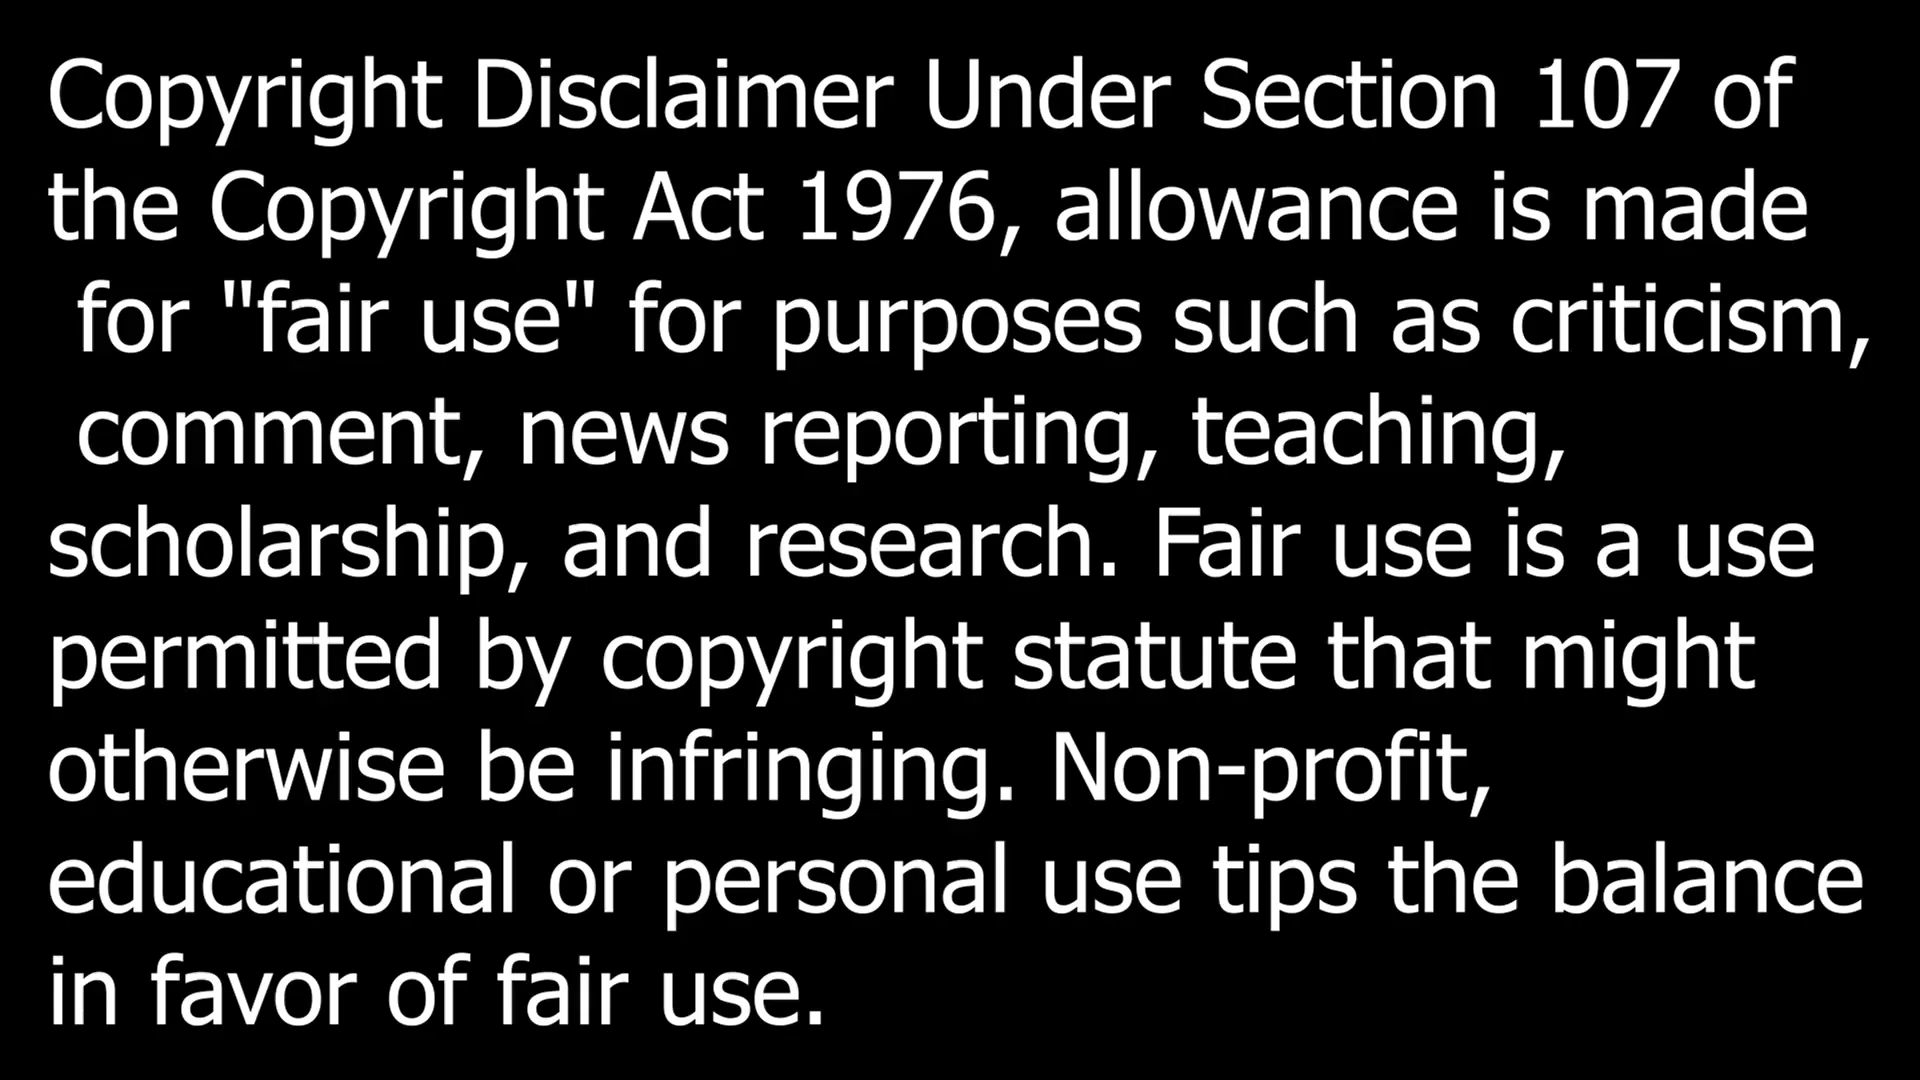 Copyright Disclaimer Under Section 107 of
the Copyright Act 1976, allowance is made
for "fair use" for purposes such as criticism,
comment, news reporting, teaching,
scholarship, and research. Fair use is a use
permitted by copyright statute that might
otherwise be infringing. Non-profit,
educational or personal use tips the balance
in favor of fair use.